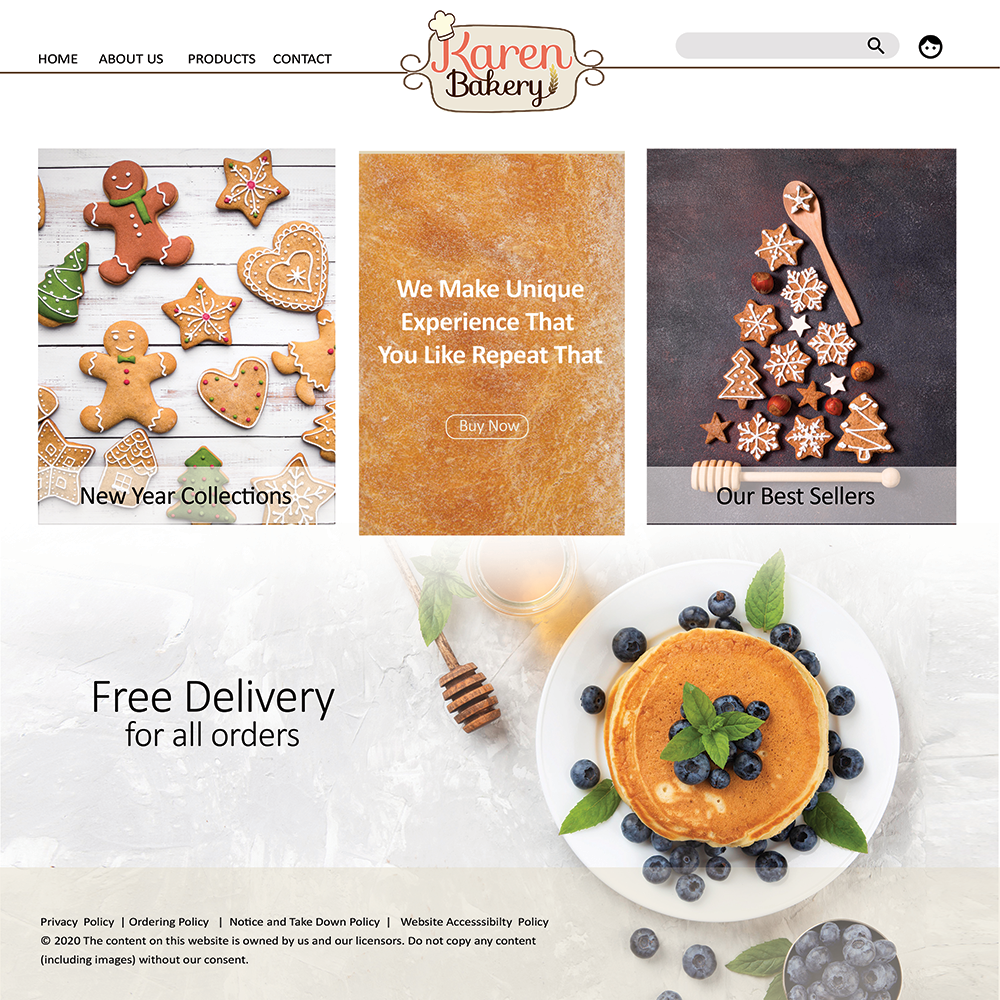 HOME ABOUT US PRODUCTS CONTACT
Karen
Bakery
We Make Unique
Experience That
You Like Repeat That
Buy Now
New Year Collections
Our Best Sellers
Free Delivery
for all orders
Privacy Policy | Ordering Policy | Notice and Take Down Policy | Website Accesssibilty Policy
© 2020 The content on this website is owned by us and our licensors. Do not copy any content
(including images) without our consent.